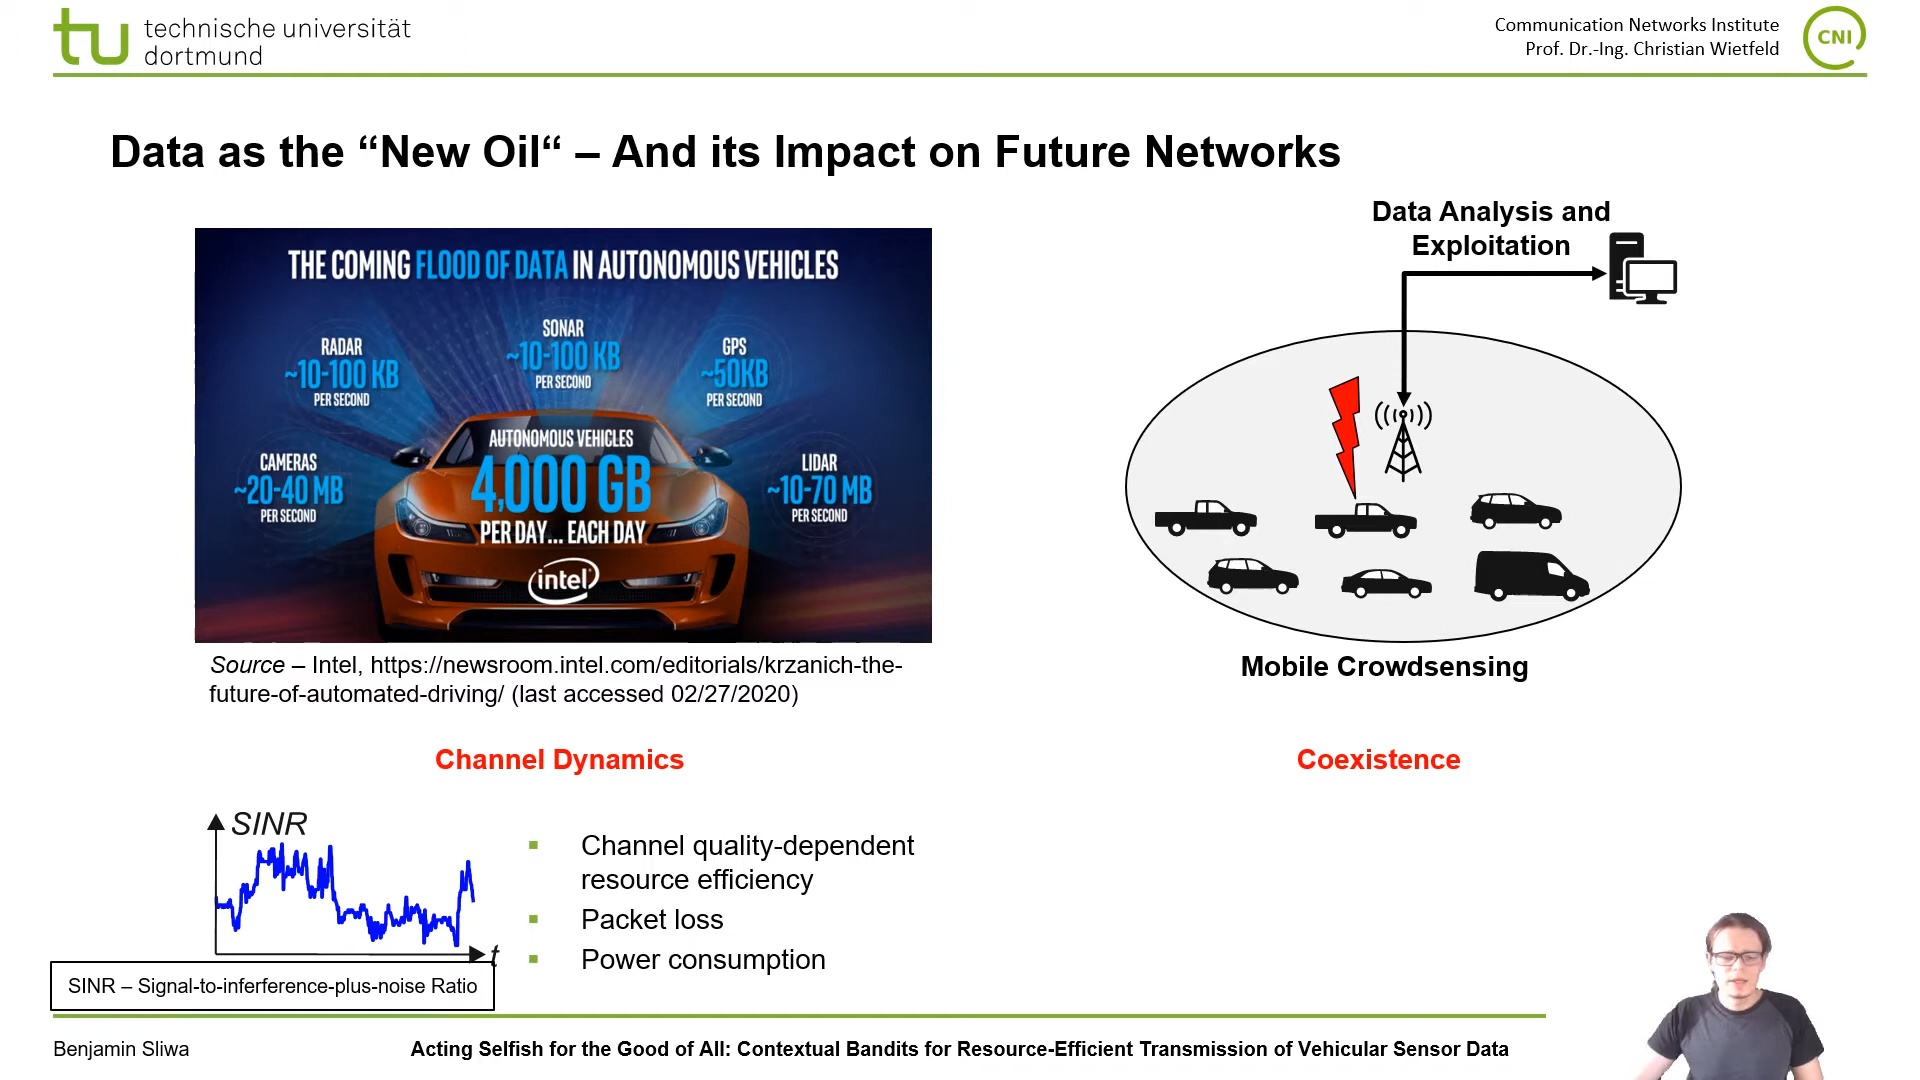 technische universität
dortmund
Communication Networks Institute
Prof. Dr.-Ing. Christian Wietfeld
CNI
Data as the “New Oil“ – And its Impact on Future Networks
THE COMING FLOOD OF DATA IN AUTONOMOUS VEHICLES
RADAR
~10-100 KB
PER SECOND
SONAR
~10-100 KB
PER SECOND
GPS
~50KB
PER SECOND
CAMERAS
~20-40 MB
PER SECOND
AUTONOMOUS VEHICLES
4,000 GB
PER DAY... EACH DAY
intel
LIDAR
~10-70 MB
PER SECOND
Source – Intel, https://newsroom.intel.com/editorials/krzanich-the-
future-of-automated-driving/ (last accessed 02/27/2020)
Data Analysis and
Exploitation
Mobile Crowdsensing
Channel Dynamics
Coexistence
SINR
t
Channel quality-dependent
resource efficiency
Packet loss
Power consumption
SINR – Signal-to-inferference-plus-noise Ratio
Benjamin Sliwa
Acting Selfish for the Good of All: Contextual Bandits for Resource-Efficient Transmission of Vehicular Sensor Data